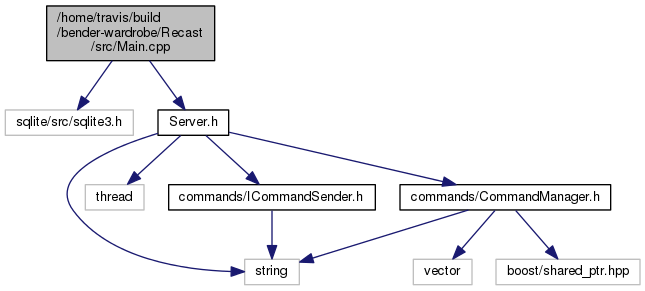 /home/travis/build
/bender-wardrobe/Recast
/src/Main.cpp
sqlite/src/sqlite3.h
Server.h
thread
commands/ICommandSender.h
commands/CommandManager.h
string
vector
boost/shared_ptr.hpp